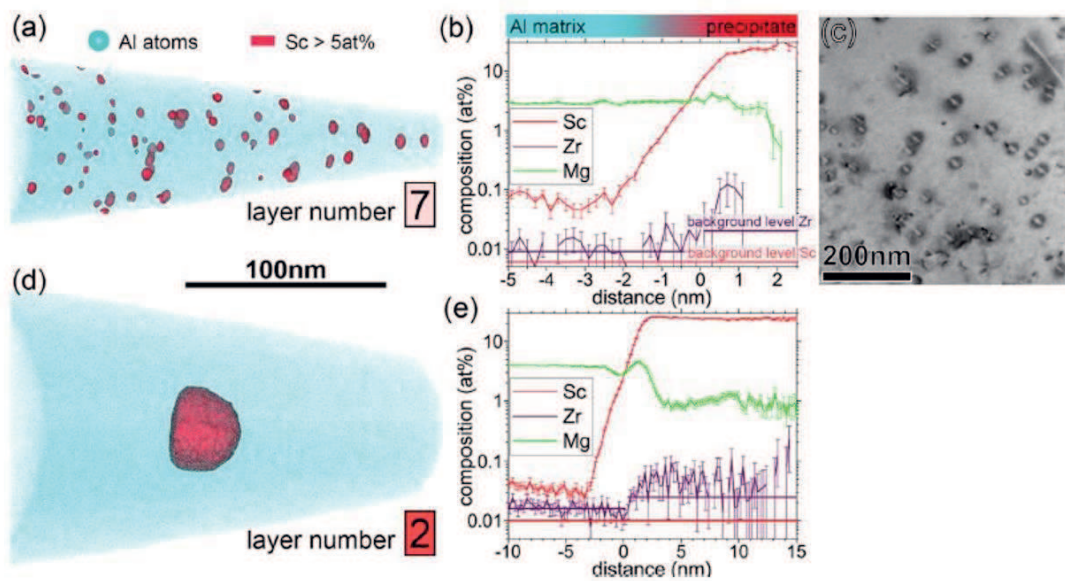 (a)
Al atoms
Sc > 5at%
layer number 7
(b)
Al matrix
precipitate
composition (at%)
10
1
0.1
0.01
Sc
Zr
Mg
background level Zr
background level Sc
-5 -4 -3 -2 -1 0 1 2
distance (nm)
(c)
200nm
100nm
(d)
layer number 2
(e)
composition (at%)
10
1
0.1
0.01
Sc
Zr
Mg
-10 -5 0 5 10 15
distance (nm)